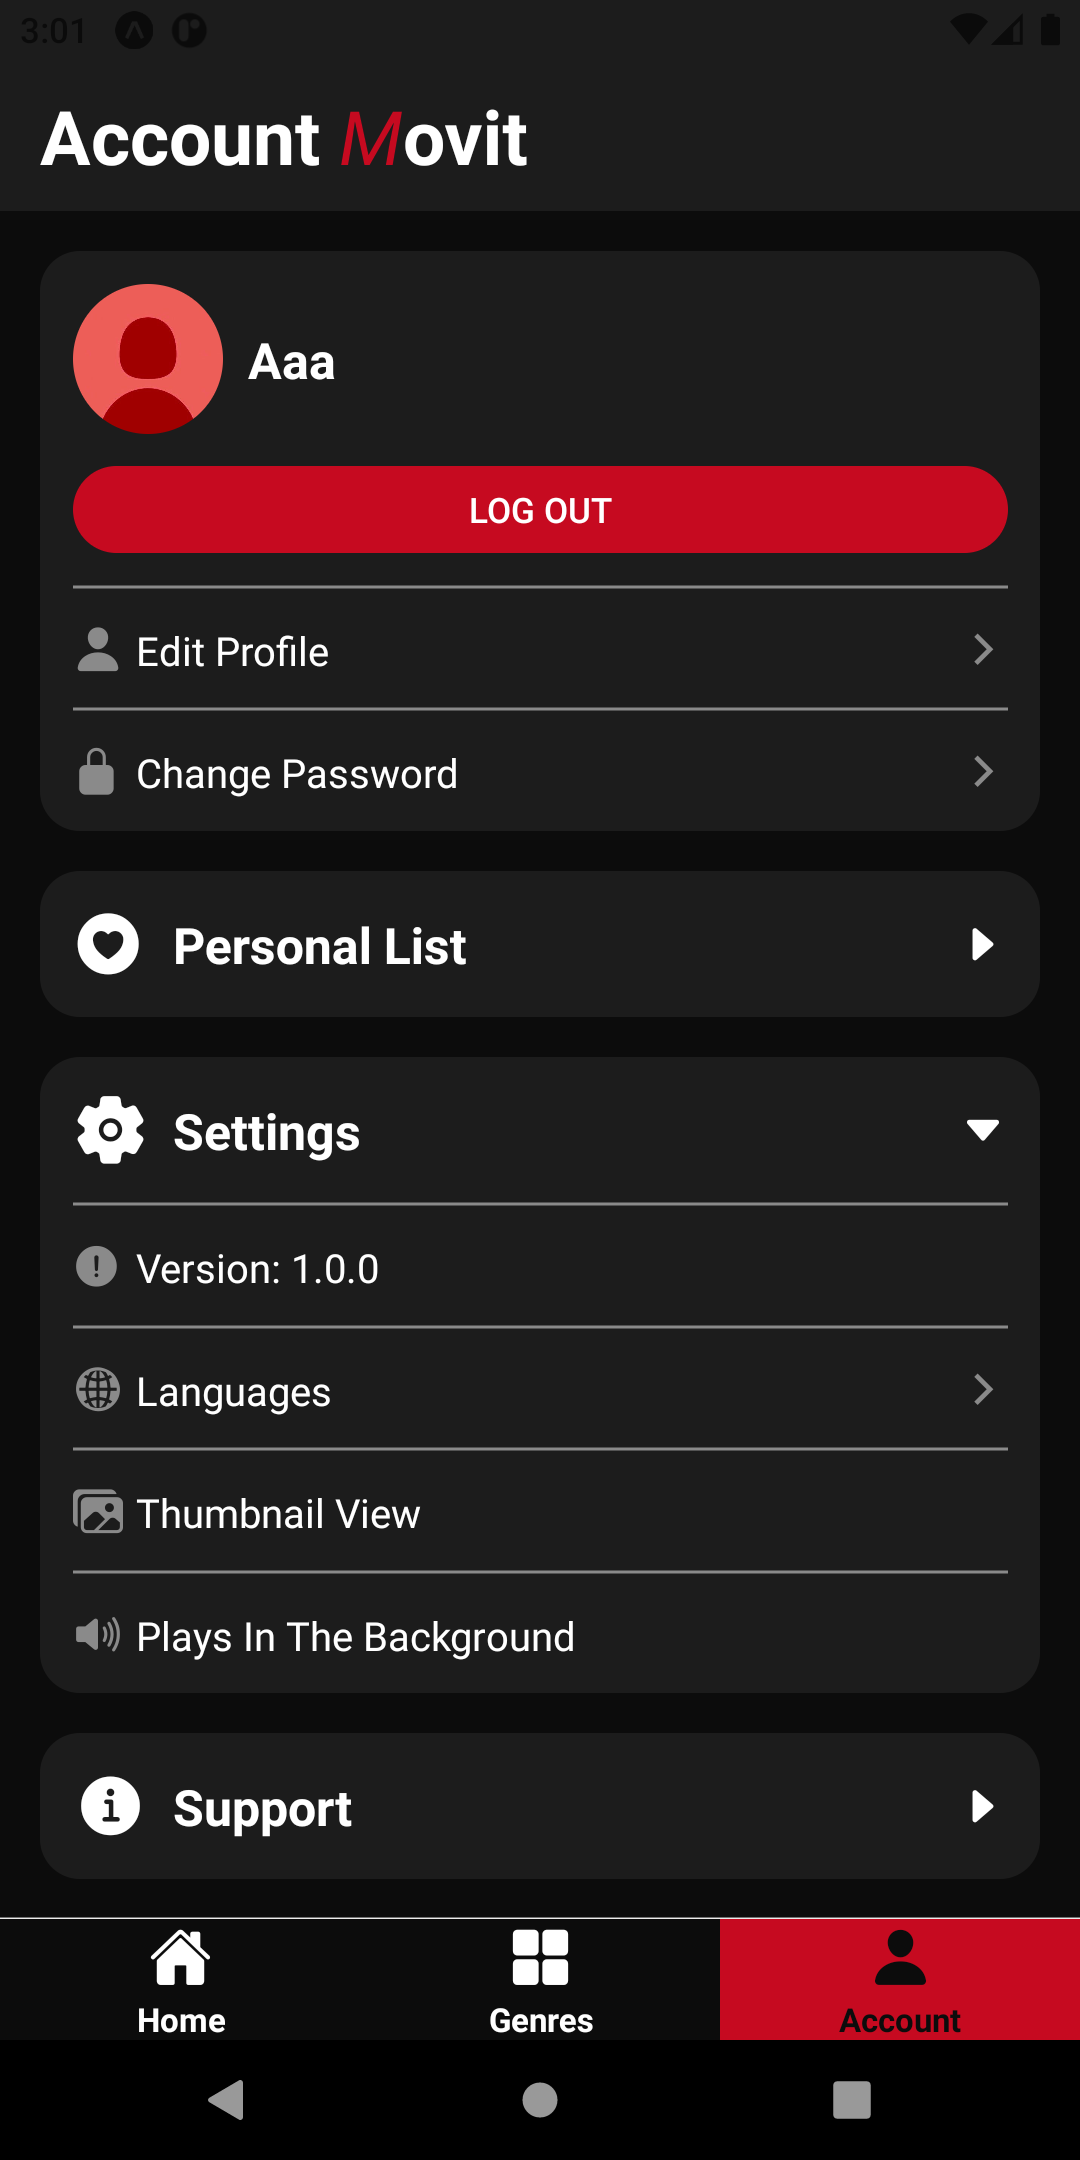 3:01
Account Movit
Aaa
LOG OUT
Edit Profile
Change Password
Personal List
Settings
Version: 1.0.0
Languages
Thumbnail View
Plays In The Background
Support
Home
Genres
Account